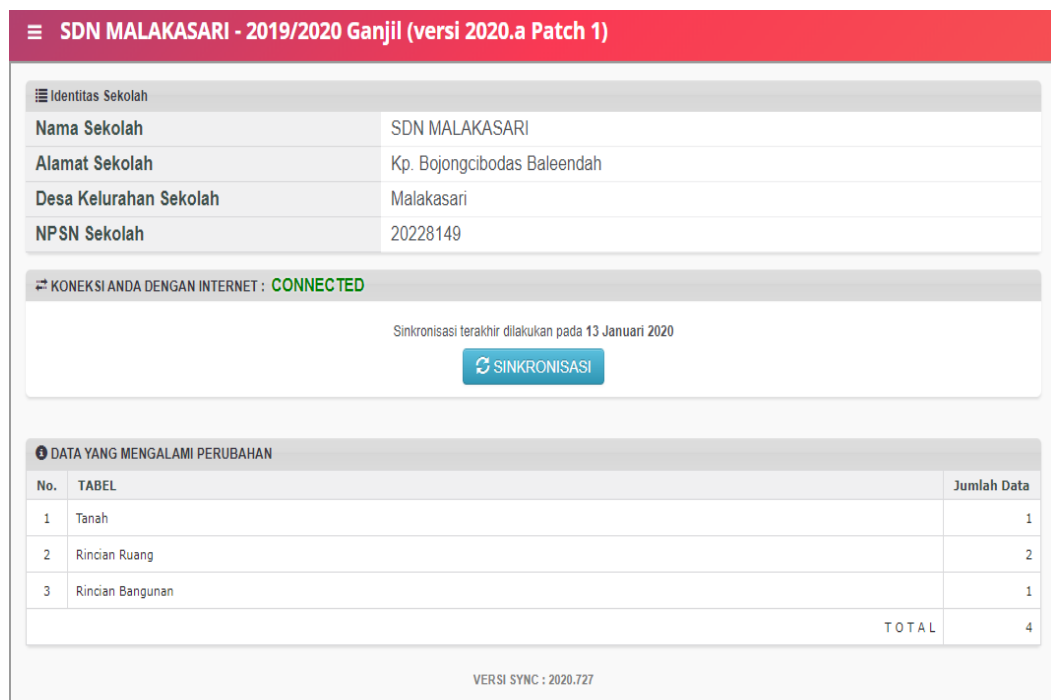 SDN MALAKASARI - 2019/2020 Ganjil (versi 2020.a Patch 1)
Identitas Sekolah
Nama Sekolah SDN MALAKASARI
Alamat Sekolah Kp. Bojongcibodas Baleendah
Desa Kelurahan Sekolah Malakasari
NPSN Sekolah 20228149
KONEKSI ANDA DENGAN INTERNET : CONNECTED
Sinkronisasi terakhir dilakukan pada 13 Januari 2020
SINKRONISASI
DATA YANG MENGALAMI PERUBAHAN
No. TABEL Jumlah Data
1 Tanah 1
2 Rincian Ruang 2
3 Rincian Bangunan 1
T O T A L 4
VERSI SYNC : 2020.727